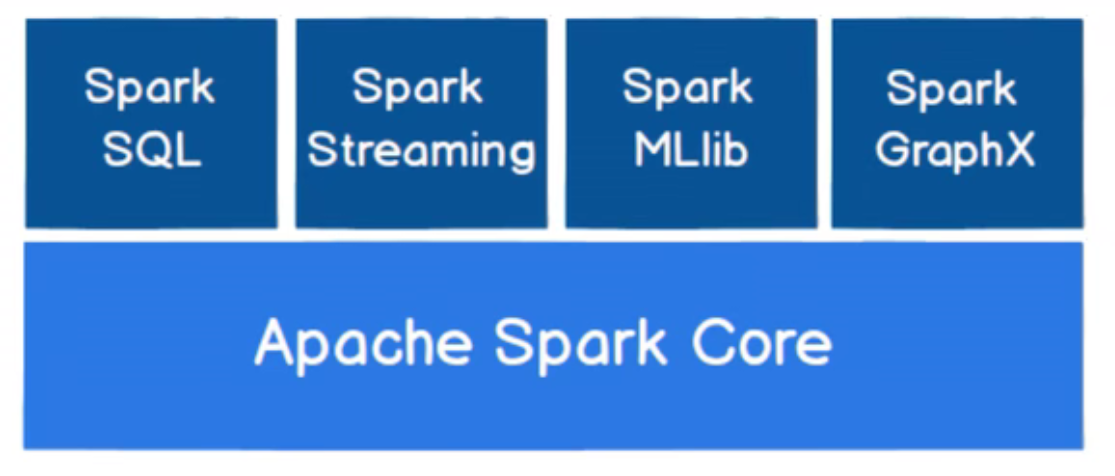 Spark
SQL
Spark
Streaming
Spark
MLlib
Spark
GraphX
Apache Spark Core